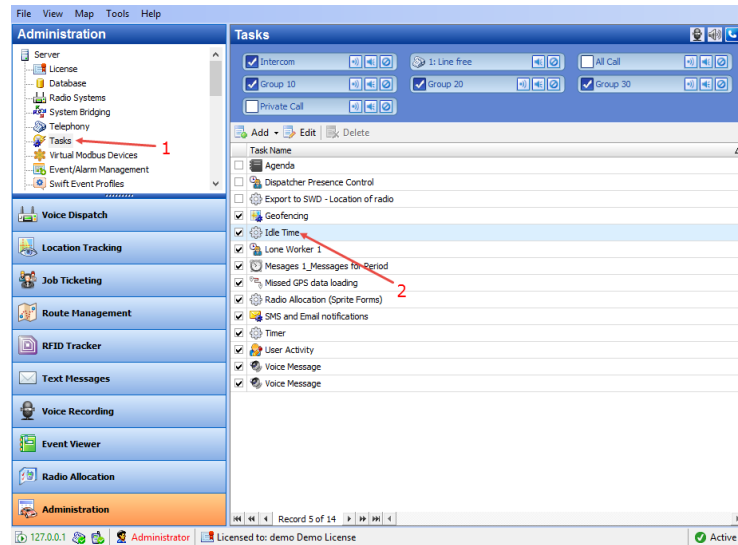 File View Map Tools Help
Administration
Server
License
Database
Radio Systems
System Bridging
Telephony
Tasks
1
Virtual Modbus Devices
Event/Alarm Management
Swift Event Profiles
Voice Dispatch
Location Tracking
Job Ticketing
Route Management
RFID Tracker
Text Messages
Voice Recording
Event Viewer
Radio Allocation
Administration
Tasks
Intercom
1: Line free
All Call
Group 10
Group 20
Group 30
Private Call
Add Edit Delete
Task Name
Agenda
Dispatcher Presence Control
Export to SWD - Location of radio
Geofencing
Idle Time
Lone Worker 1
Mesages 1_Messages for Period
Missed GPS data loading
2
Radio Allocation (Sprite Forms)
SMS and Email notifications
Timer
User Activity
Voice Message
Voice Message
Record 5 of 14
127.0.0.1 Administrator Licensed to: demo Demo License Active